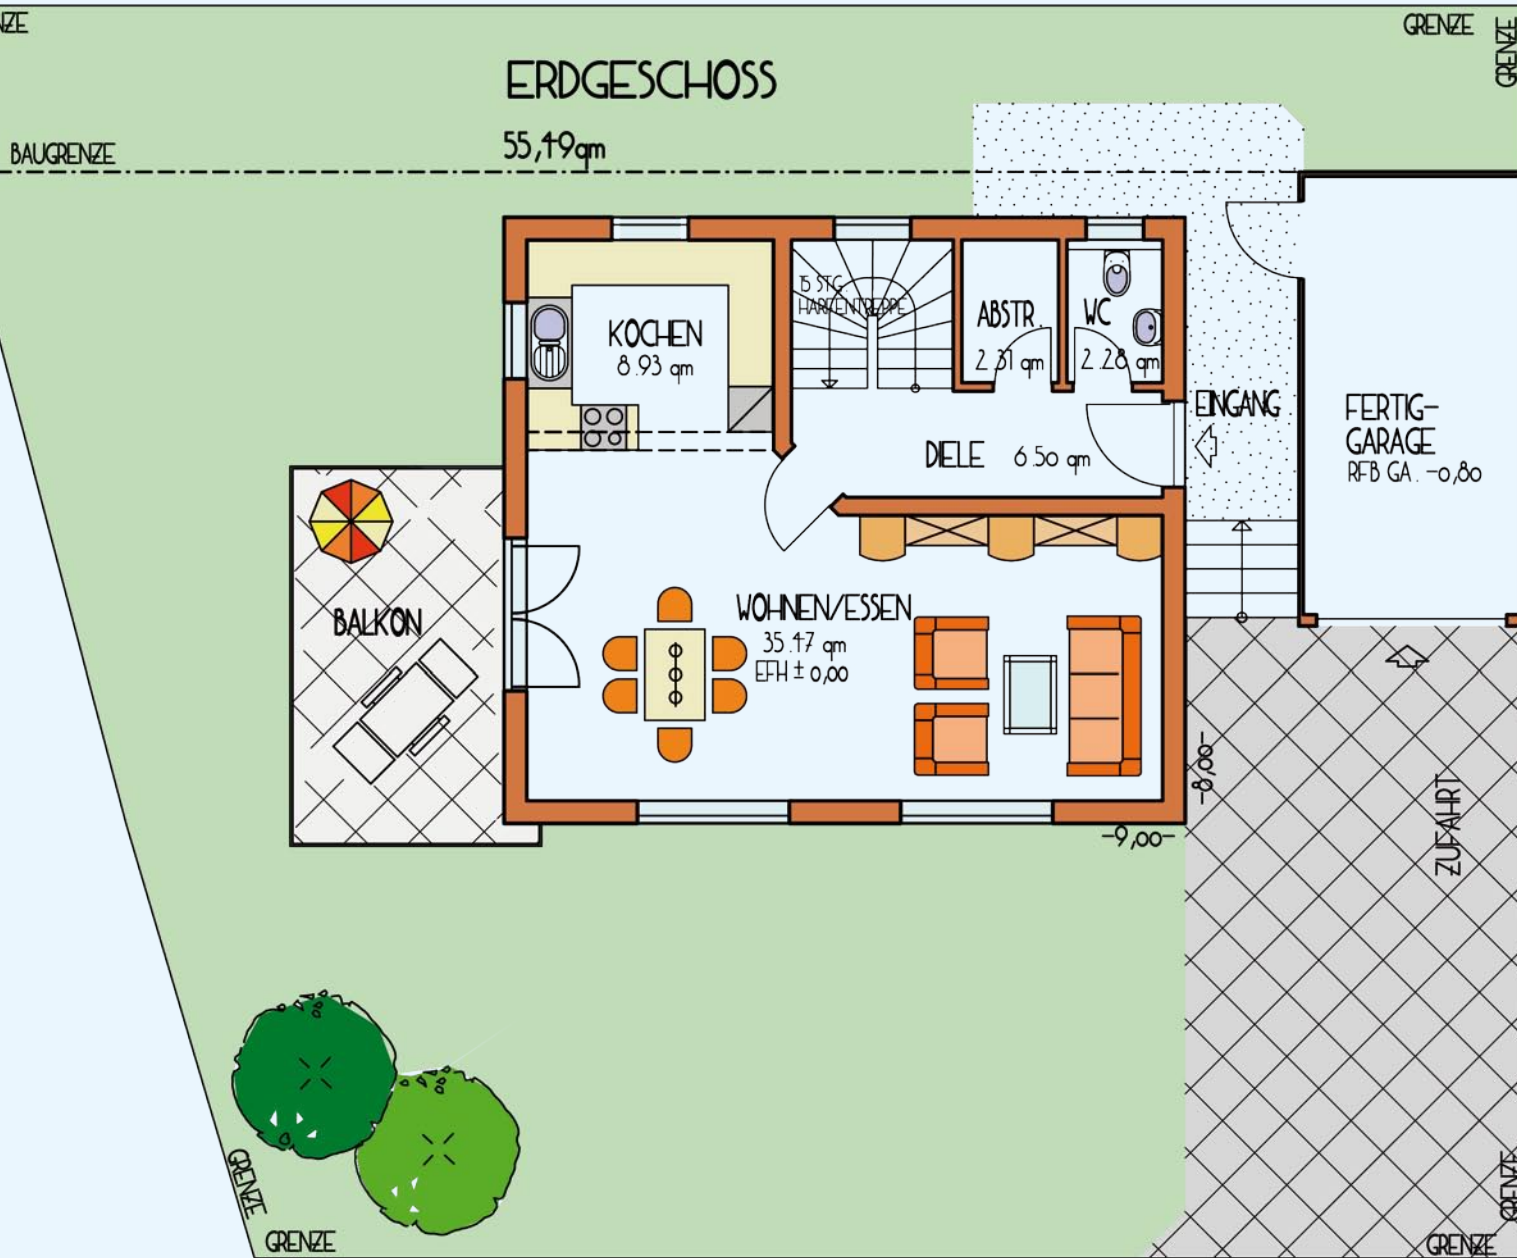 NZE
GRENZE
GRENZE
ERDGESCHOSS
55,49qm
BAUGRENZE
15 STG.
HARFENTREPPE
KOCHEN
8.93 qm
ABSTR.
2.31 qm
WC
2.28 qm
EINGANG
DIELE 6.50 qm
FERTIG-
GARAGE
RFB GA. -0,80
BALKON
WOHNEN/ESSEN
35.47 qm
EFH ± 0,00
-8,00-
-9,00-
ZUFAHRT
GRENZE
GRENZE
GRENZE
GRENZE